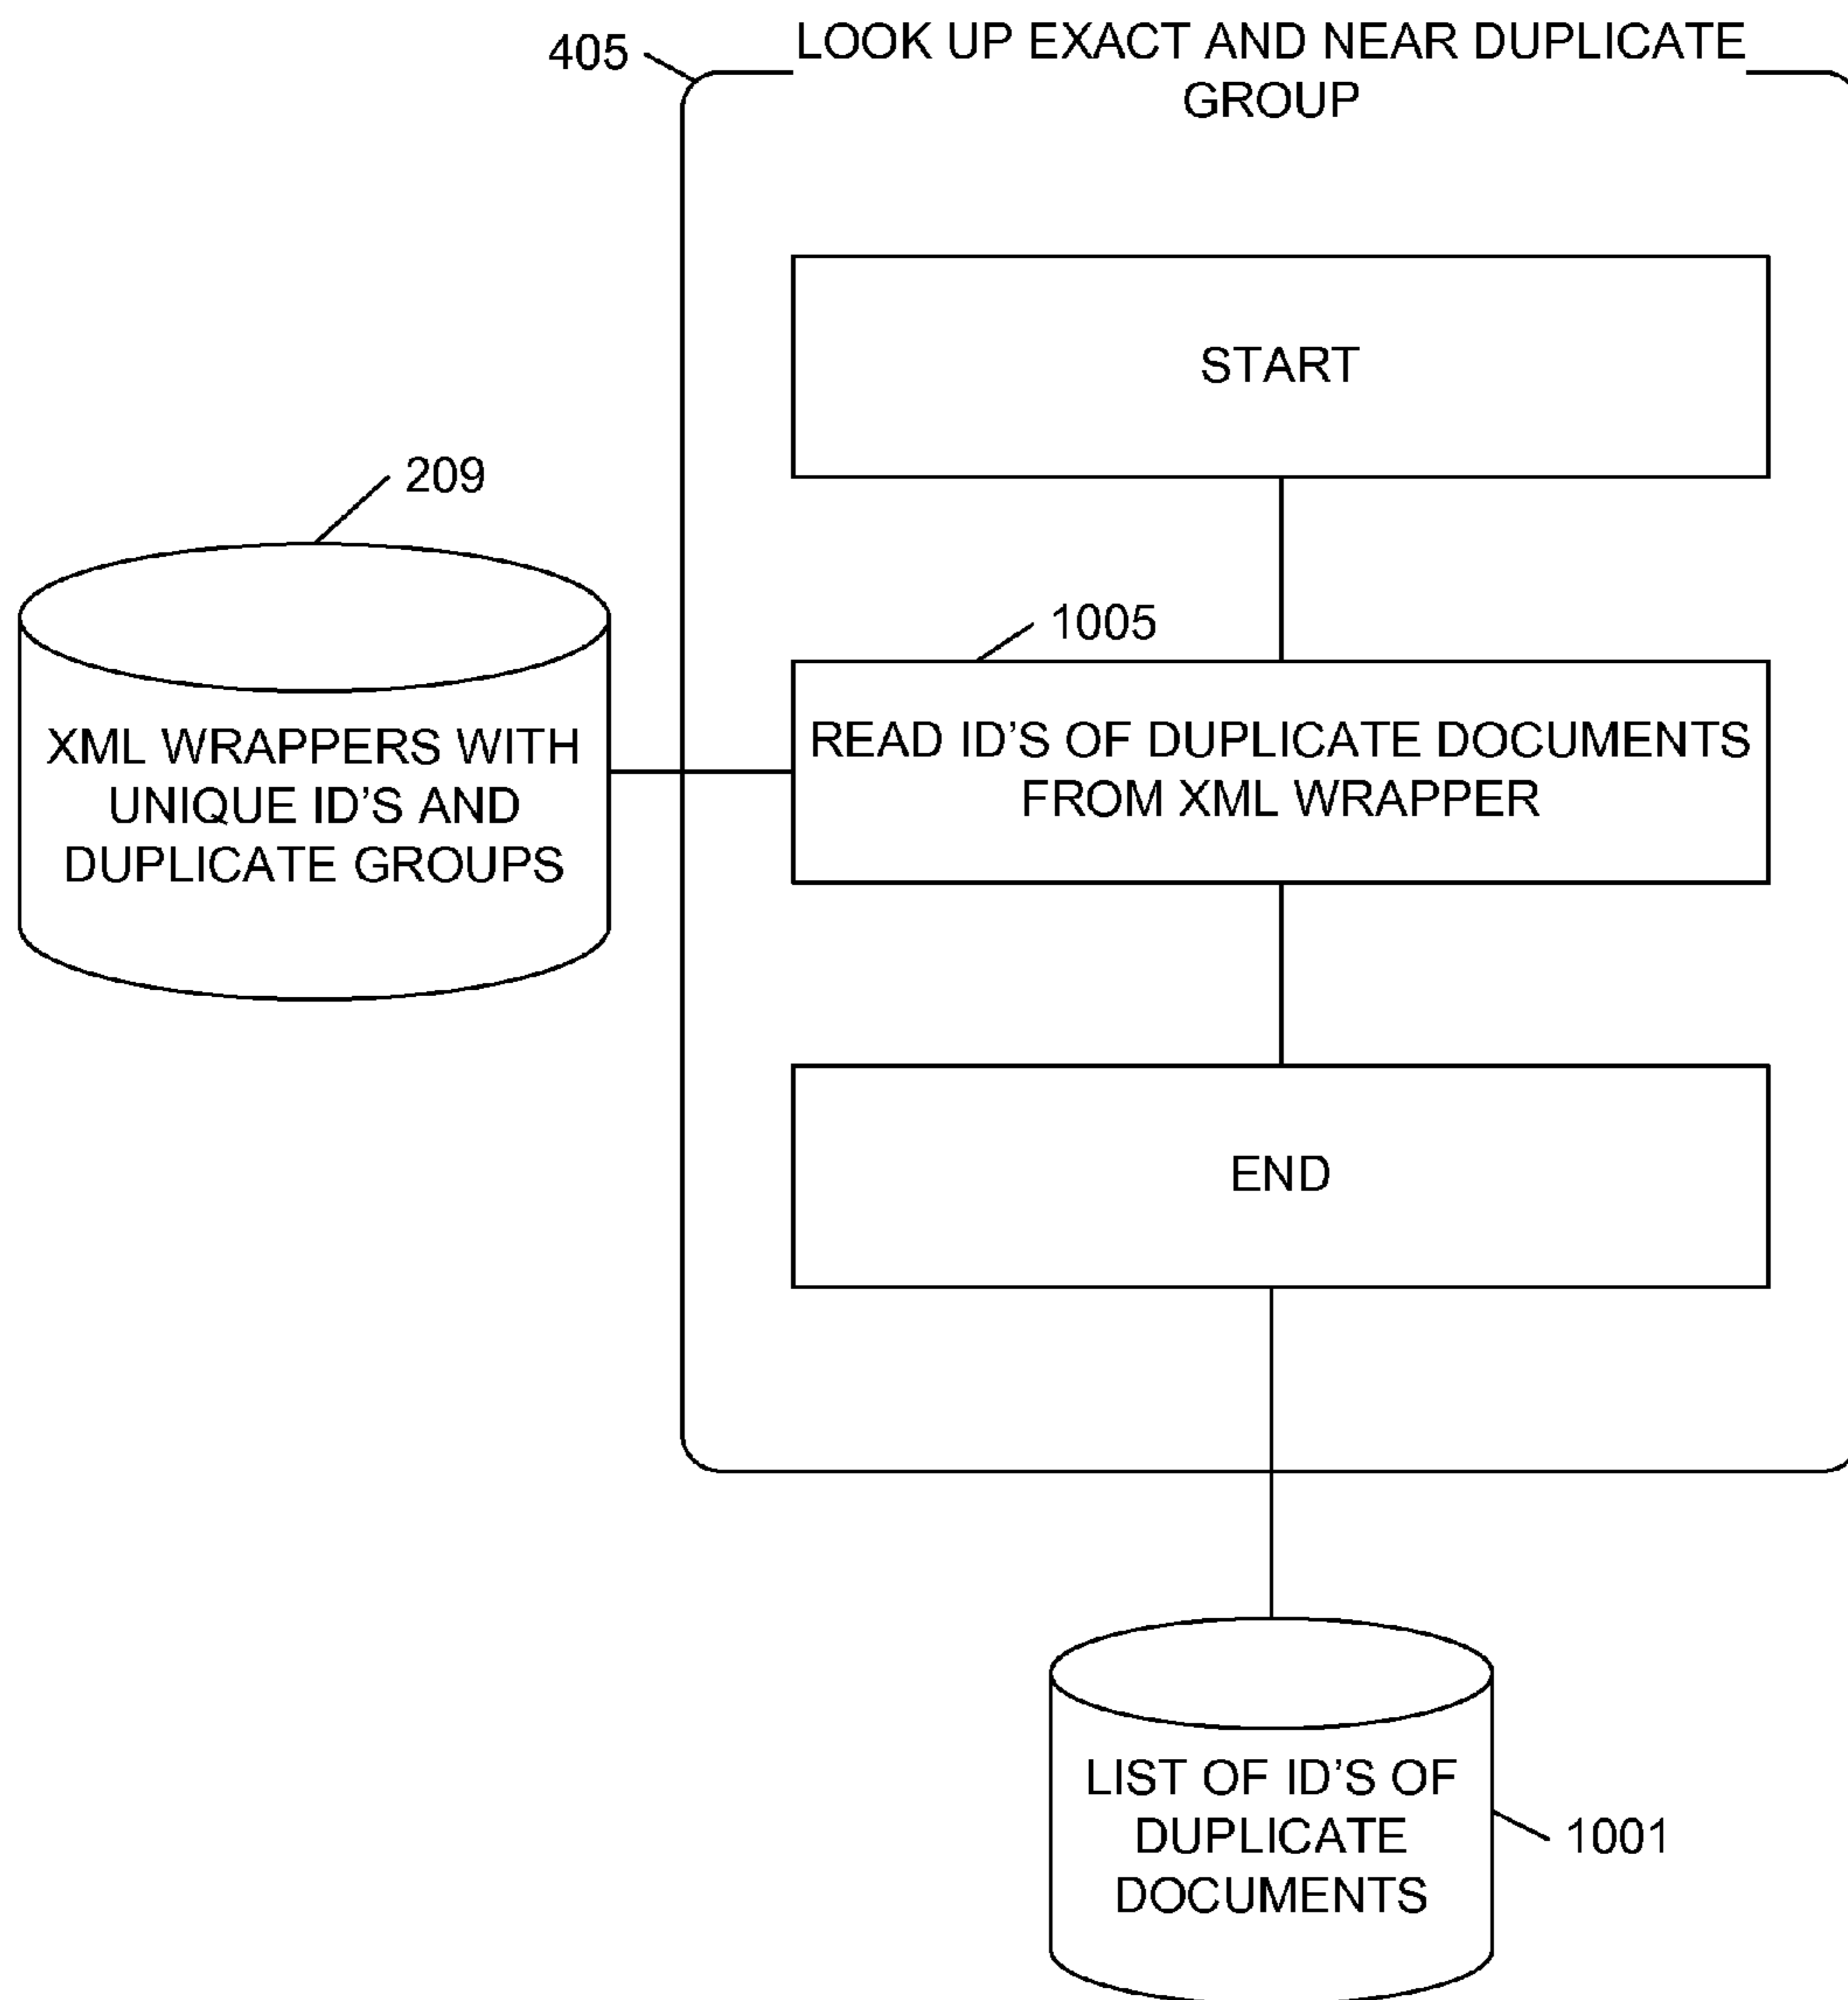 405
LOOK UP EXACT AND NEAR DUPLICATE
GROUP
START
209
1005
XML WRAPPERS WITH
UNIQUE ID'S AND
DUPLICATE GROUPS
READ ID'S OF DUPLICATE DOCUMENTS
FROM XML WRAPPER
END
LIST OF ID'S OF
DUPLICATE
DOCUMENTS
1001